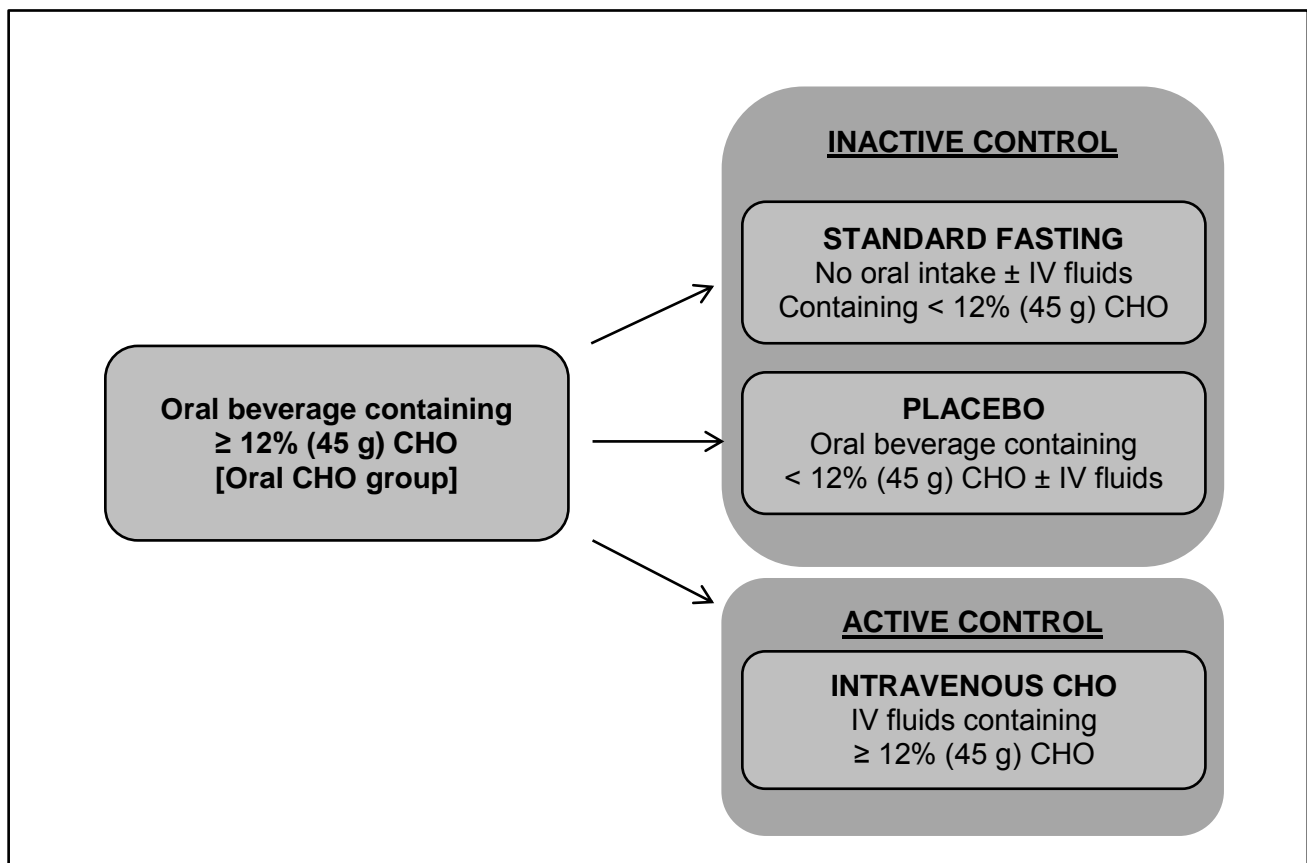 Oral beverage containing
≥ 12% (45 g) CHO
[Oral CHO group]
INACTIVE CONTROL
STANDARD FASTING
No oral intake ± IV fluids
Containing < 12% (45 g) CHO
PLACEBO
Oral beverage containing
< 12% (45 g) CHO ± IV fluids
ACTIVE CONTROL
INTRAVENOUS CHO
IV fluids containing
≥ 12% (45 g) CHO